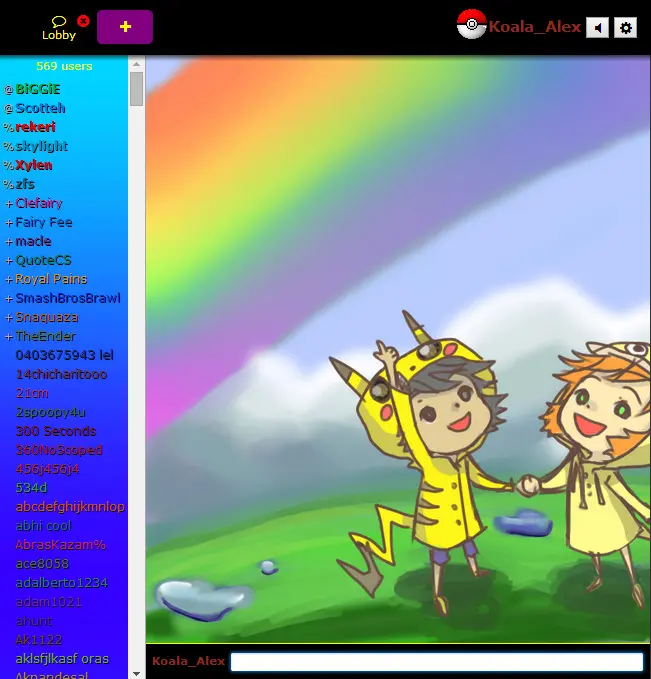 Lobby
+
Koala_Alex
569 users
@BiGGiE
@Scotteh
%rekeri
%skylight
%Xylen
%zfs
+Clefairy
+Fairy Fee
+macle
+QuoteCS
+Royal Pains
+SmashBrosBrawl
+Snaquaza
+TheEnder
0403675943 lel
14chicharitooo
21cm
2spoopy4u
300 Seconds
360NoScoped
456j456j4
534d
abcdefghijkmnlop
abhi cool
AbrasKazam%
ace8058
adalberto1234
adam1021
ahurit
Ak1122
aklsfjlkasf oras
Aknandesal
Koala_Alex